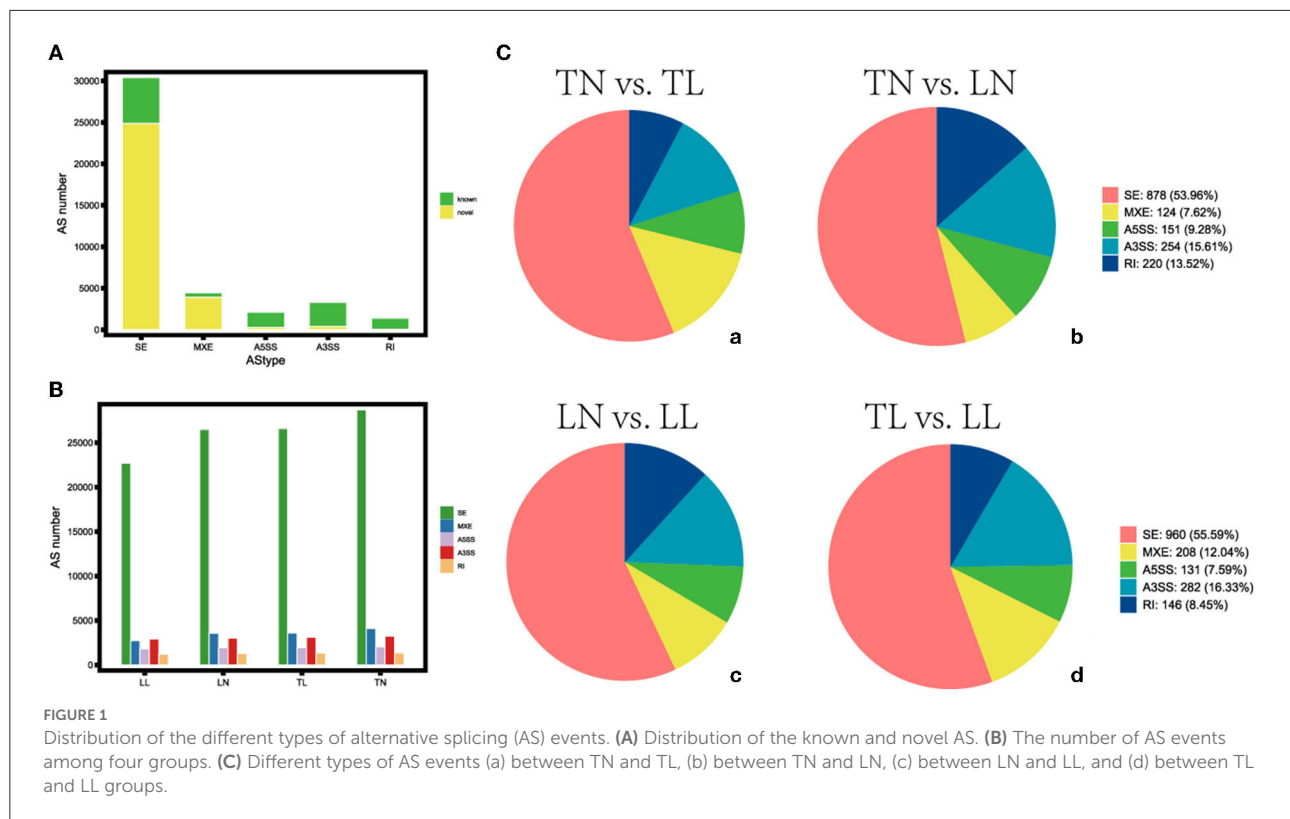 A
30000
25000
20000
15000
10000
5000
0
AS number
SE MXE A5SS A3SS RI
AStype
known
novel
B
25000
20000
15000
10000
5000
0
AS number
LL LN TL TN
SE
MXE
A5SS
A3SS
RI
C
TN vs. TL
a
TN vs. LN
b
SE: 878 (53.96%)
MXE: 124 (7.62%)
A5SS: 151 (9.28%)
A3SS: 254 (15.61%)
RI: 220 (13.52%)
LN vs. LL
c
TL vs. LL
d
SE: 960 (55.59%)
MXE: 208 (12.04%)
A5SS: 131 (7.59%)
A3SS: 282 (16.33%)
RI: 146 (8.45%)
FIGURE 1
Distribution of the different types of alternative splicing (AS) events. (A) Distribution of the known and novel AS. (B) The number of AS events
among four groups. (C) Different types of AS events (a) between TN and TL, (b) between TN and LN, (c) between LN and LL, and (d) between TL
and LL groups.